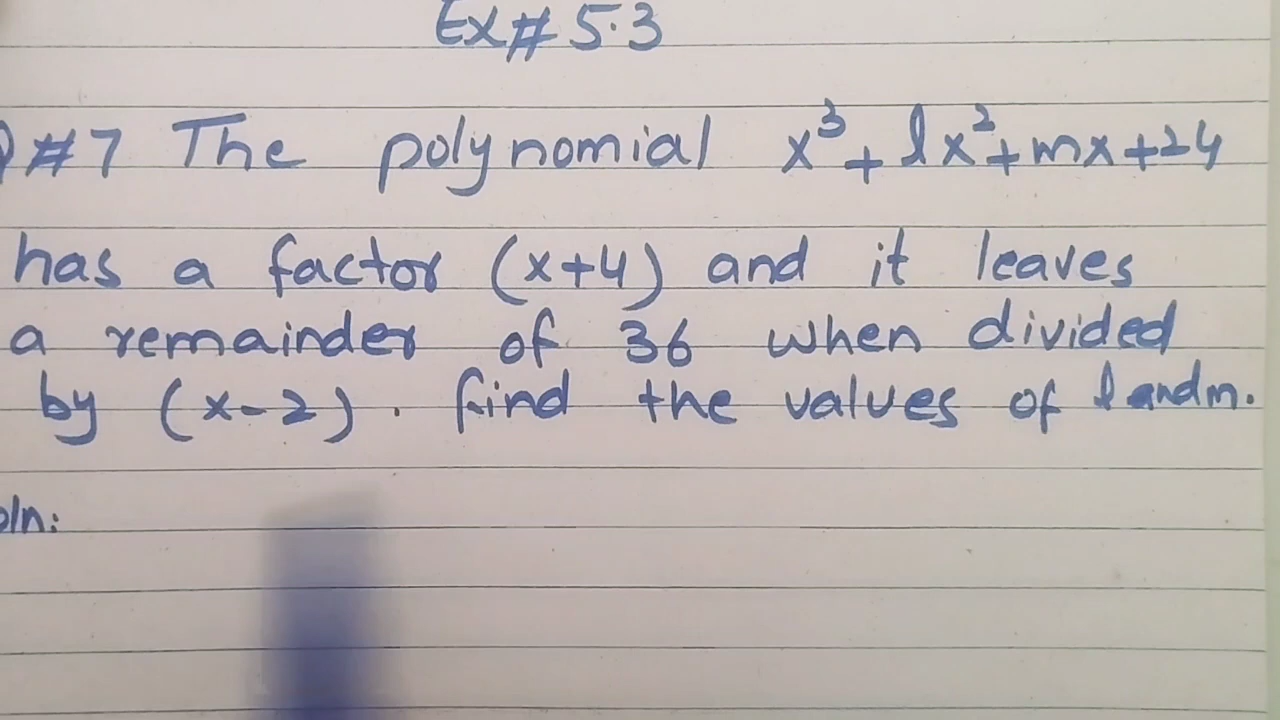 Ex# 5.3
Q#7 The polynomial x³ + lx² + mx + 24
has a factor (x+4) and it leaves
a remainder of 36 when divided
by (x-2). find the values of l and m.
oln: